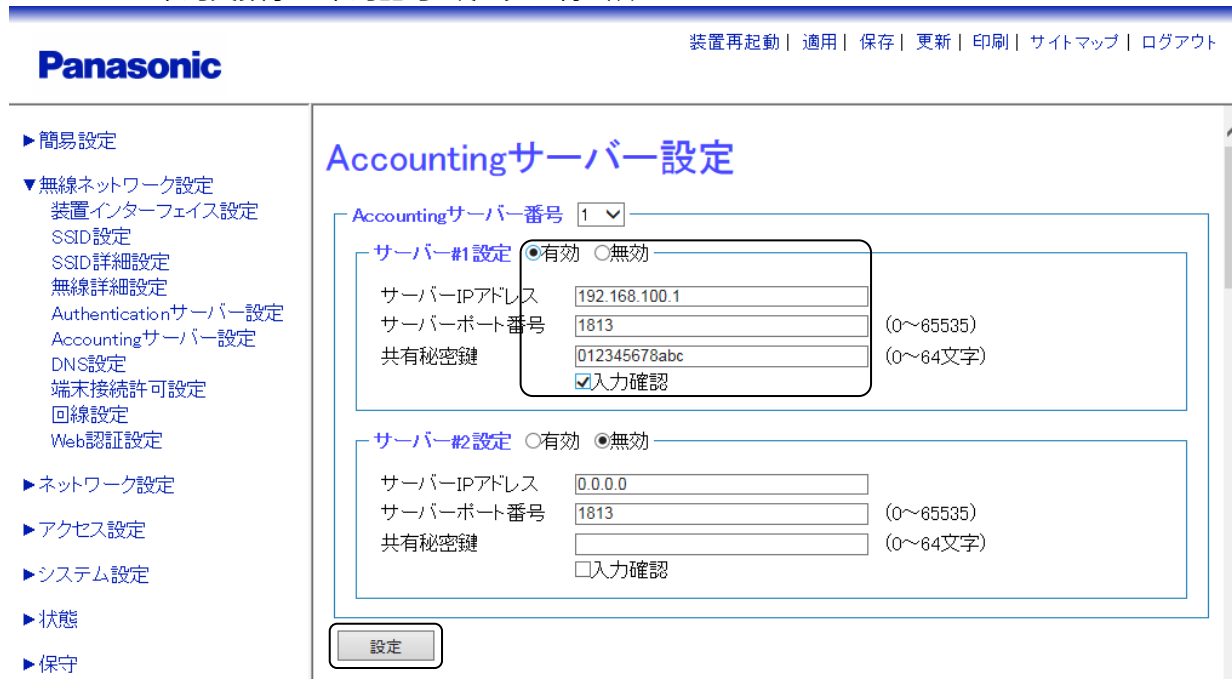 装置再起動| 適用| 保存| 更新| 印刷| サイトマップ| ログアウト
Panasonic
▶簡易設定
▼無線ネットワーク設定
装置インターフェイス設定
SSID設定
SSID詳細設定
無線詳細設定
Authenticationサーバー設定
Accountingサーバー設定
DNS設定
端末接続許可設定
回線設定
Web認証設定
▶ネットワーク設定
▶アクセス設定
▶システム設定
▶状態
▶保守
Accountingサーバー設定
Accountingサーバー番号 1
サーバー#1設定 ◉有効 ○無効
サーバーIPアドレス 192.168.100.1
サーバーポート番号 1813 (0～65535)
共有秘密鍵 012345678abc (0～64文字)
☑入力確認
サーバー#2設定 ○有効 ◉無効
サーバーIPアドレス 0.0.0.0
サーバーポート番号 1813 (0～65535)
共有秘密鍵 (0～64文字)
☐入力確認
設定